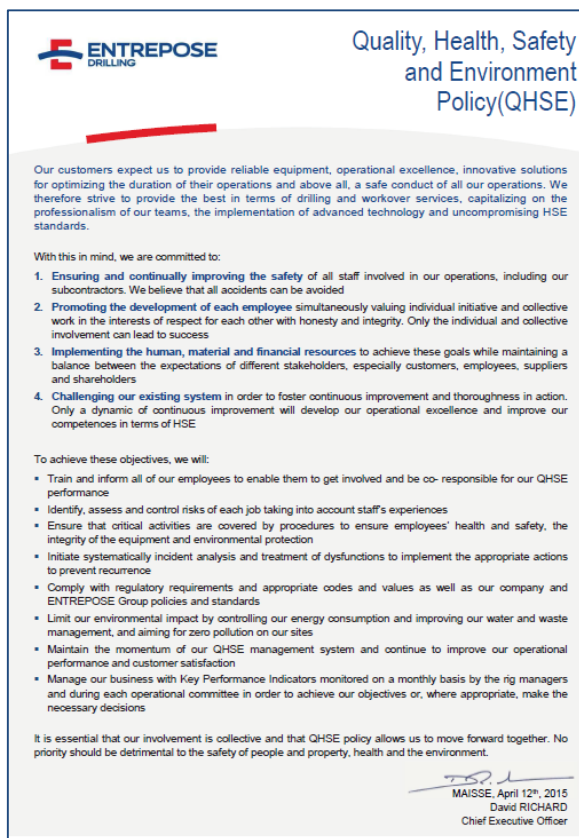 ENTREPOSE
DRILLING
Quality, Health, Safety
and Environment
Policy(QHSE)
Our customers expect us to provide reliable equipment, operational excellence, innovative solutions
for optimizing the duration of their operations and above all, a safe conduct of all our operations. We
therefore strive to provide the best in terms of drilling and workover services, capitalizing on the
professionalism of our teams, the implementation of advanced technology and uncompromising HSE
standards.
With this in mind, we are committed to:
1. Ensuring and continually improving the safety of all staff involved in our operations, including our
subcontractors. We believe that all accidents can be avoided
2. Promoting the development of each employee simultaneously valuing individual initiative and collective
work in the interests of respect for each other with honesty and integrity. Only the individual and collective
involvement can lead to success
3. Implementing the human, material and financial resources to achieve these goals while maintaining a
balance between the expectations of different stakeholders, especially customers, employees, suppliers
and shareholders
4. Challenging our existing system in order to foster continuous improvement and thoroughness in action.
Only a dynamic of continuous improvement will develop our operational excellence and improve our
competences in terms of HSE
To achieve these objectives, we will:
▪ Train and inform all of our employees to enable them to get involved and be co- responsible for our QHSE
performance
▪ Identify, assess and control risks of each job taking into account staff's experiences
▪ Ensure that critical activities are covered by procedures to ensure employees' health and safety, the
integrity of the equipment and environmental protection
▪ Initiate systematically incident analysis and treatment of dysfunctions to implement the appropriate actions
to prevent recurrence
▪ Comply with regulatory requirements and appropriate codes and values as well as our company and
ENTREPOSE Group policies and standards
▪ Limit our environmental impact by controlling our energy consumption and improving our water and waste
management, and aiming for zero pollution on our sites
▪ Maintain the momentum of our QHSE management system and continue to improve our operational
performance and customer satisfaction
▪ Manage our business with Key Performance Indicators monitored on a monthly basis by the rig managers
and during each operational committee in order to achieve our objectives or, where appropriate, make the
necessary decisions
It is essential that our involvement is collective and that QHSE policy allows us to move forward together. No
priority should be detrimental to the safety of people and property, health and the environment.
MAISSE, April 12th, 2015
David RICHARD
Chief Executive Officer